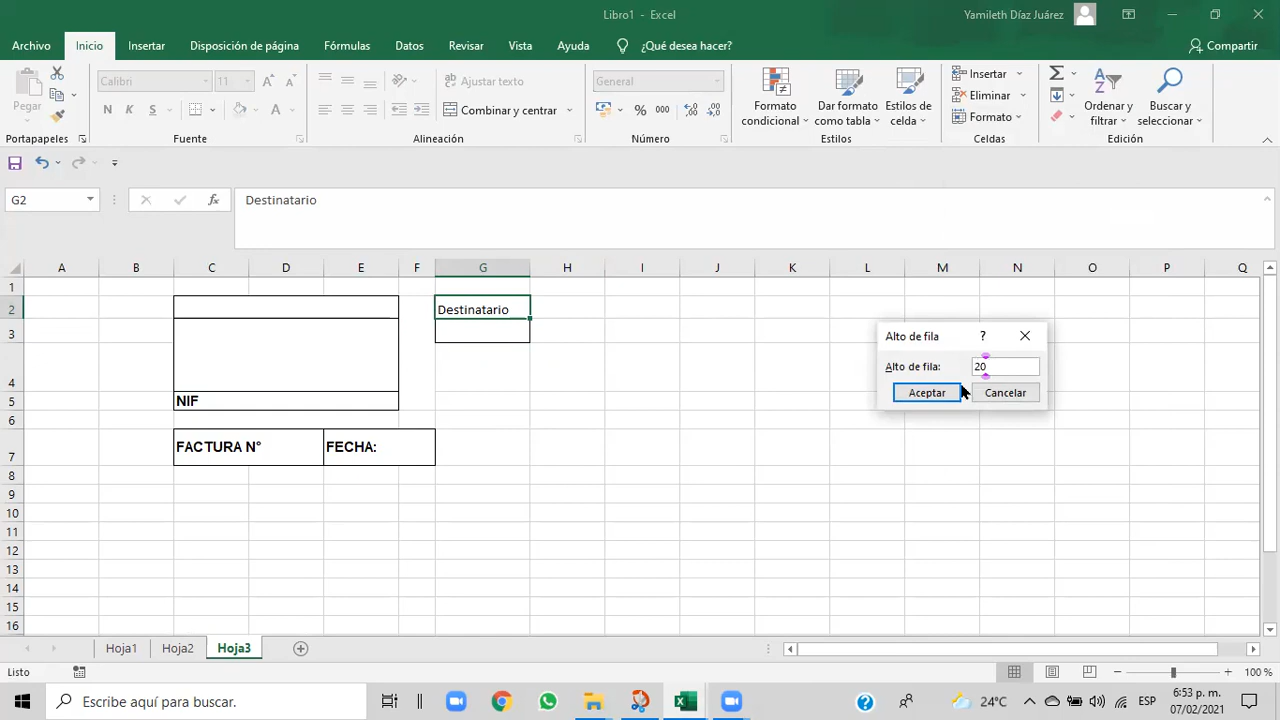 Libro1 - Excel
Yamileth Díaz Juárez
Archivo Inicio Insertar Disposición de página Fórmulas Datos Revisar Vista Ayuda ¿Qué desea hacer? Compartir
Pegar
Calibri 11
N K S
A A A
Ajustar texto
Combinar y centrar
General
% 000
Formato condicional
Dar formato como tabla
Estilos de celda
Insertar
Eliminar
Formato
Ordenar y filtrar
Buscar y seleccionar
Portapapeles Fuente Alineación Número Estilos Celdas Edición
G2 fx Destinatario
A B C D E F G H I J K L M N O P Q
1
2 Destinatario
3
4
5 NIF
6
7 FACTURA N° FECHA:
8
9
10
11
12
13
14
15
16
Alto de fila ?
Alto de fila: 20
Aceptar Cancelar
Hoja1 Hoja2 Hoja3
Listo 100 %
Escribe aquí para buscar.
24°C
ESP
6:53 p. m.
07/02/2021